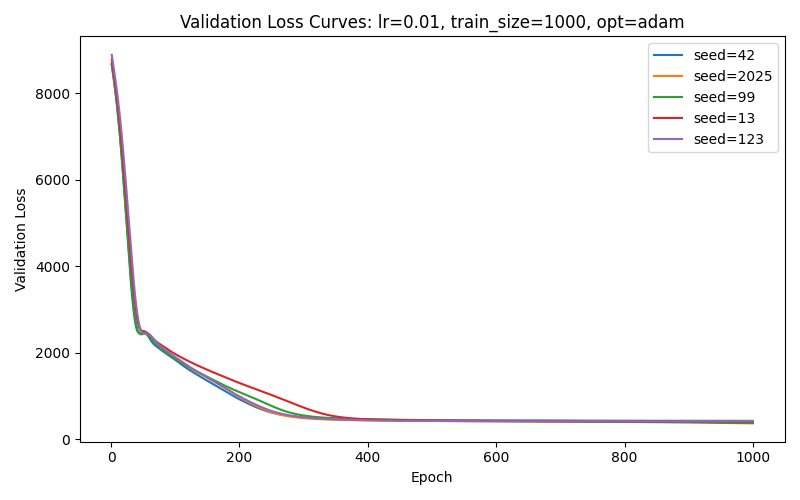 Validation Loss Curves: lr=0.01, train_size=1000, opt=adam
seed=42
seed=2025
seed=99
seed=13
seed=123
Validation Loss
8000
6000
4000
2000
0
0 200 400 600 800 1000
Epoch